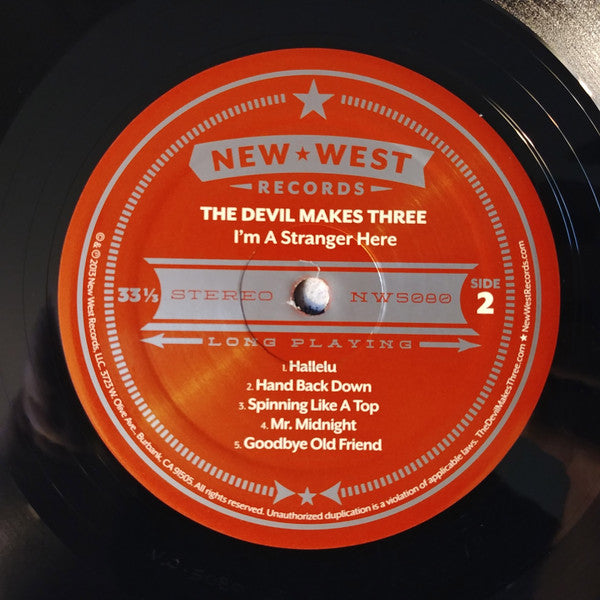 NEW ★ WEST
RECORDS
THE DEVIL MAKES THREE
I'm A Stranger Here
33 ⅓
STEREO
NW5080
SIDE
2
LONG PLAYING
1. Hallelu
2. Hand Back Down
3. Spinning Like A Top
4. Mr. Midnight
5. Goodbye Old Friend
© & ℗ 2013 New West Records, LLC. 3723 W. Olive Ave., Burbank, CA 91505. All rights reserved. Unauthorized duplication is a violation of applicable laws. TheDevilMakesThree.com ★ NewWestRecords.com